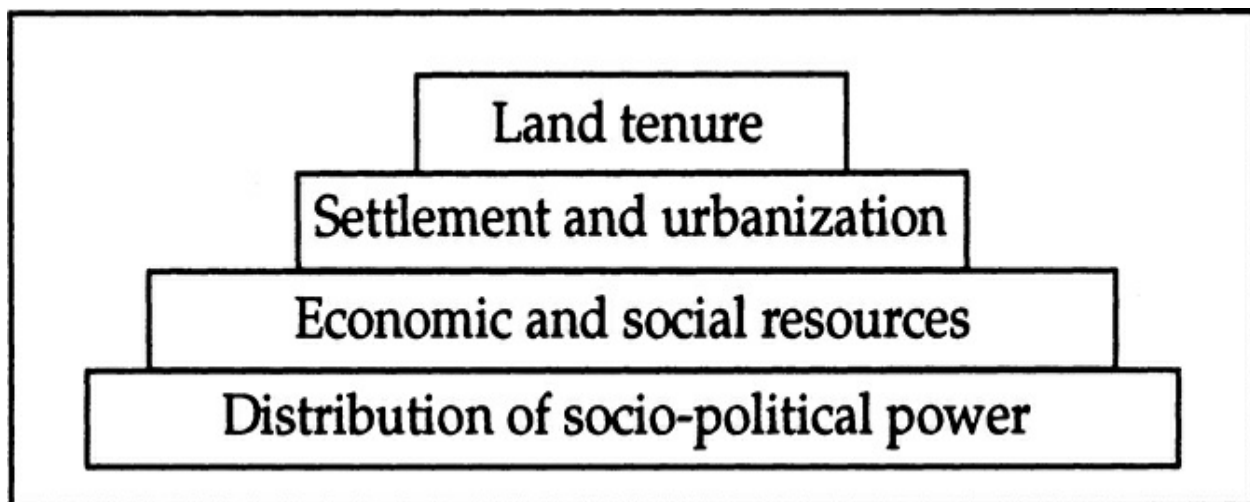 Land tenure
Settlement and urbanization
Economic and social resources
Distribution of socio-political power